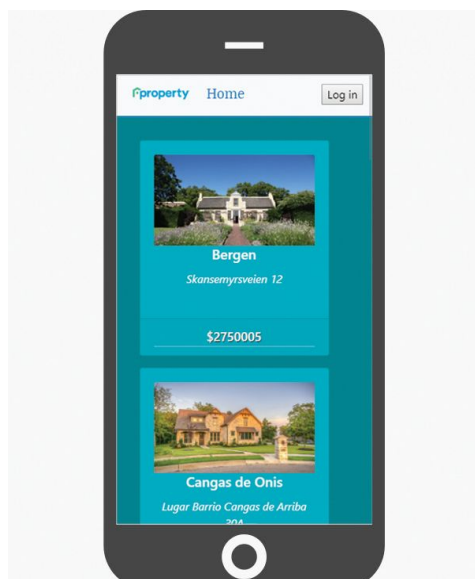 property Home Log in
Bergen
Skansemyrsveien 12
$2750005
Cangas de Onis
Lugar Barrio Cangas de Arriba
30A